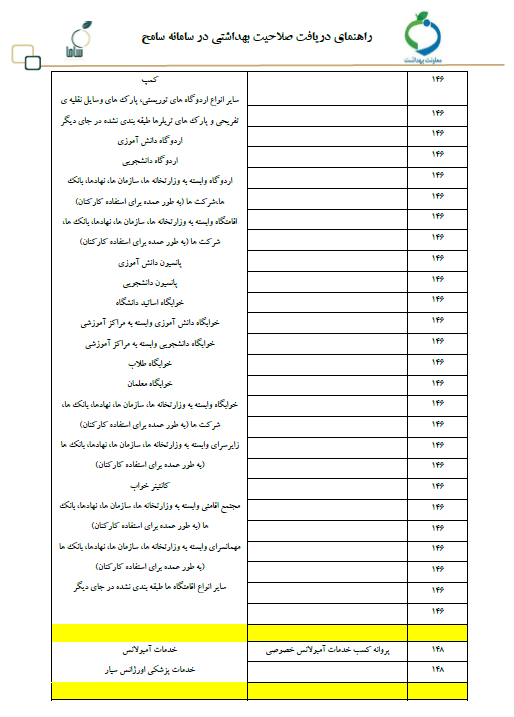 راهنمای دریافت صلاحیت بهداشتی در سامانه سامح
ساما
معاونت بهداشت
۱۴۶ کمپ
سایر انواع اردوگاه های توریستی، پارک های وسایل نقلیه ی
۱۴۶ تفریحی و پارک های تریلرها طبقه بندی نشده در جای دیگر
۱۴۶ اردوگاه دانش آموزی
۱۴۶ اردوگاه دانشجویی
۱۴۶ اردوگاه وابسته به وزارتخانه ها، سازمان ها، نهادها، بانک
۱۴۶ ها،شرکت ها (به طور عمده برای استفاده کارکنان)
۱۴۶ اقامتگاه وابسته به وزارتخانه ها، سازمان ها، نهادها، بانک ها،
۱۴۶ شرکت ها (به طور عمده برای استفاده کارکنان)
۱۴۶ پانسیون دانش آموزی
۱۴۶ پانسیون دانشجویی
۱۴۶ خوابگاه اساتید دانشگاه
۱۴۶ خوابگاه دانش آموزی وابسته به مراکز آموزشی
۱۴۶ خوابگاه دانشجویی وابسته به مراکز آموزشی
۱۴۶ خوابگاه طلاب
۱۴۶ خوابگاه معلمان
۱۴۶ خوابگاه وابسته به وزارتخانه ها، سازمان ها، نهادها، بانک ها،
۱۴۶ شرکت ها (به طور عمده برای استفاده کارکنان)
۱۴۶ زایرسرای وابسته به وزارتخانه ها، سازمان ها، نهادها، بانک ها
۱۴۶ (به طور عمده برای استفاده کارکنان)
۱۴۶ کانتینر خواب
۱۴۶ مجتمع اقامتی وابسته به وزارتخانه ها، سازمان ها، نهادها، بانک
۱۴۶ ها (به طور عمده برای استفاده کارکنان)
۱۴۶ مهمانسرای وابسته به وزارتخانه ها، سازمان ها، نهادها، بانک ها
۱۴۶ (به طور عمده برای استفاده کارکنان)
۱۴۶ سایر انواع اقامتگاه ها طبقه بندی نشده در جای دیگر
۱۴۶
۱۴۸ پروانه کسب خدمات آمبولانس خصوصی خدمات آمبولانس
۱۴۸ خدمات پزشکی اورژانس سیار